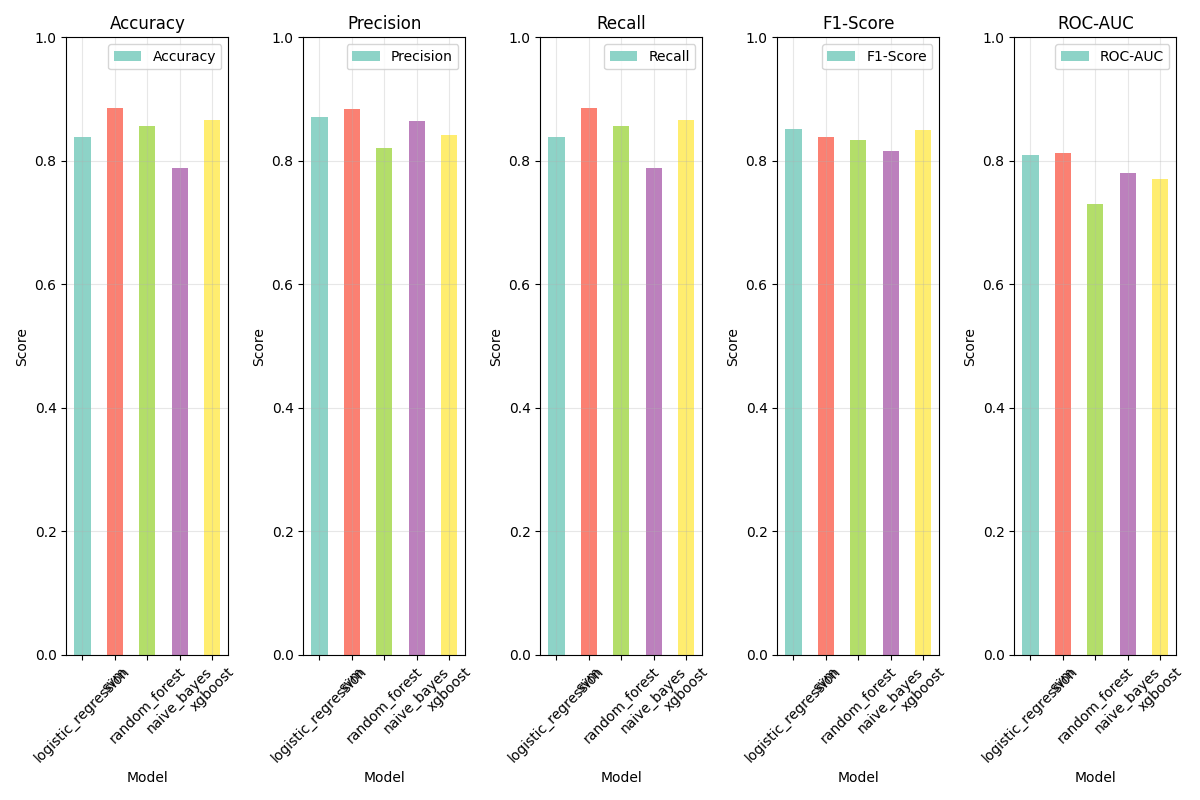 Accuracy
1.0
0.8
0.6
0.4
0.2
0.0
Score
Accuracy
logistic_regression
svm
random_forest
naive_bayes
xgboost
Model
Precision
1.0
0.8
0.6
0.4
0.2
0.0
Score
Precision
logistic_regression
svm
random_forest
naive_bayes
xgboost
Model
Recall
1.0
0.8
0.6
0.4
0.2
0.0
Score
Recall
logistic_regression
svm
random_forest
naive_bayes
xgboost
Model
F1-Score
1.0
0.8
0.6
0.4
0.2
0.0
Score
F1-Score
logistic_regression
svm
random_forest
naive_bayes
xgboost
Model
ROC-AUC
1.0
0.8
0.6
0.4
0.2
0.0
Score
ROC-AUC
logistic_regression
svm
random_forest
naive_bayes
xgboost
Model